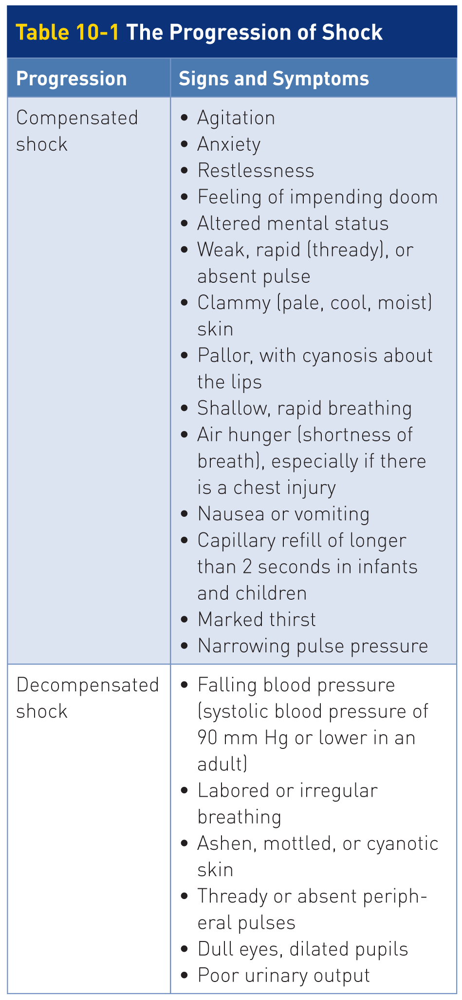 Table 10-1 The Progression of Shock
Progression
Signs and Symptoms
Compensated
shock
• Agitation
• Anxiety
• Restlessness
• Feeling of impending doom
• Altered mental status
• Weak, rapid (thready), or
absent pulse
• Clammy (pale, cool, moist)
skin
• Pallor, with cyanosis about
the lips
• Shallow, rapid breathing
• Air hunger (shortness of
breath), especially if there
is a chest injury
• Nausea or vomiting
• Capillary refill of longer
than 2 seconds in infants
and children
• Marked thirst
• Narrowing pulse pressure
Decompensated
shock
• Falling blood pressure
(systolic blood pressure of
90 mm Hg or lower in an
adult)
• Labored or irregular
breathing
• Ashen, mottled, or cyanotic
skin
• Thready or absent periph-
eral pulses
• Dull eyes, dilated pupils
• Poor urinary output